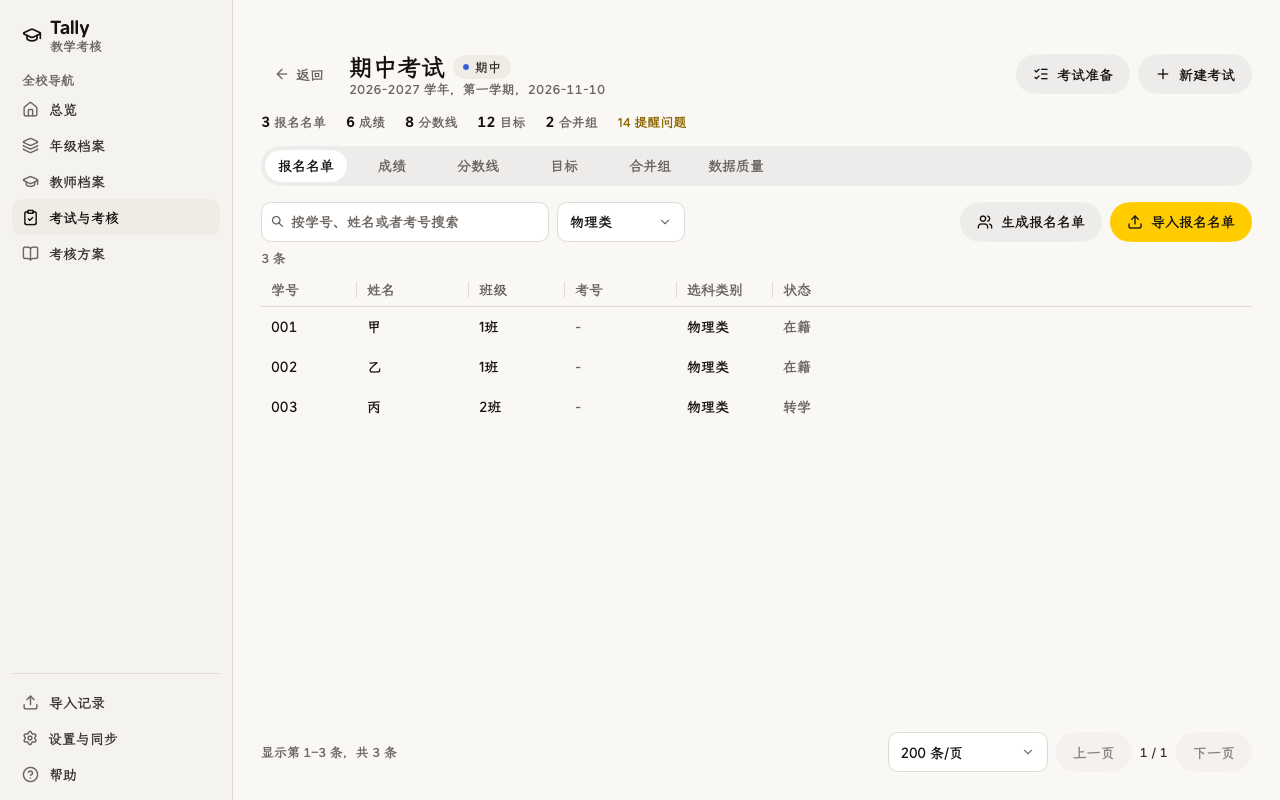 Tally
教学考核
全校导航
总览
年级档案
教师档案
考试与考核
考核方案
导入记录
设置与同步
帮助
返回
期中考试
期中
2026-2027 学年，第一学期，2026-11-10
考试准备
新建考试
3 报名名单 6 成绩 8 分数线 12 目标 2 合并组 14 提醒问题
报名名单 成绩 分数线 目标 合并组 数据质量
按学号、姓名或者考号搜索
物理类
生成报名名单
导入报名名单
3 条
学号 姓名 班级 考号 选科类别 状态
001 甲 1班 - 物理类 在籍
002 乙 1班 - 物理类 在籍
003 丙 2班 - 物理类 转学
显示第 1–3 条，共 3 条
200 条/页
上一页
1 / 1
下一页